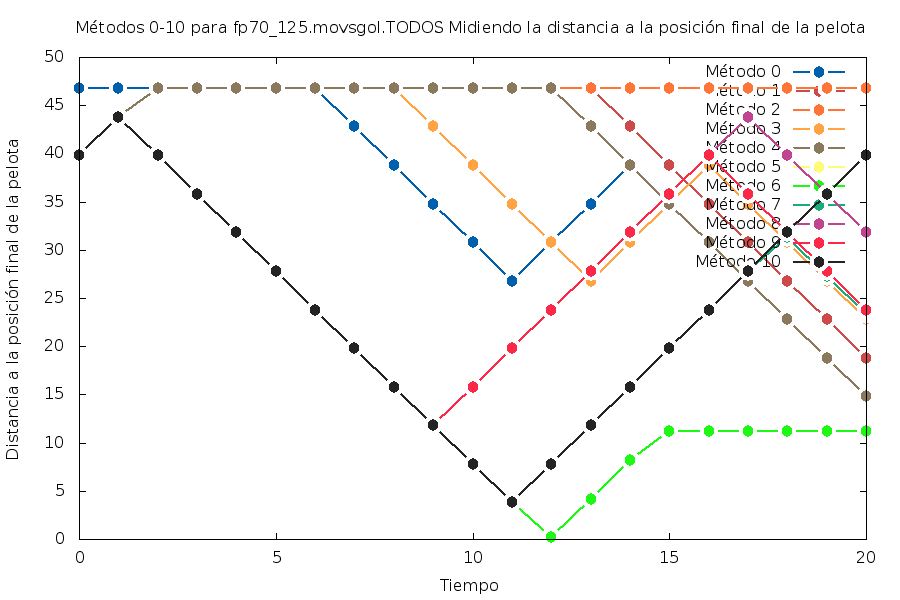 Métodos 0-10 para fp70_125.movsgol.TODOS Midiendo la distancia a la posición final de la pelota
Distancia a la posición final de la pelota
50
45
40
35
30
25
20
15
10
5
0
0
5
10
15
20
Tiempo
Método 0
Método 1
Método 2
Método 3
Método 4
Método 5
Método 6
Método 7
Método 8
Método 9
Método 10